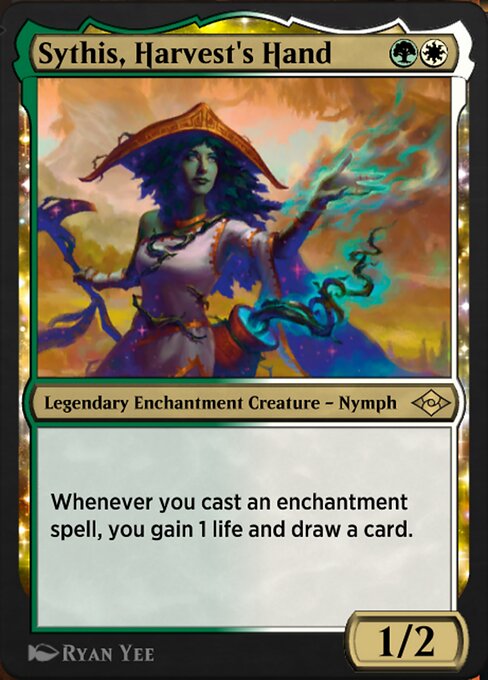 Sythis, Harvest's Hand
Legendary Enchantment Creature – Nymph
Whenever you cast an enchantment
spell, you gain 1 life and draw a card.
1/2
Ryan Yee